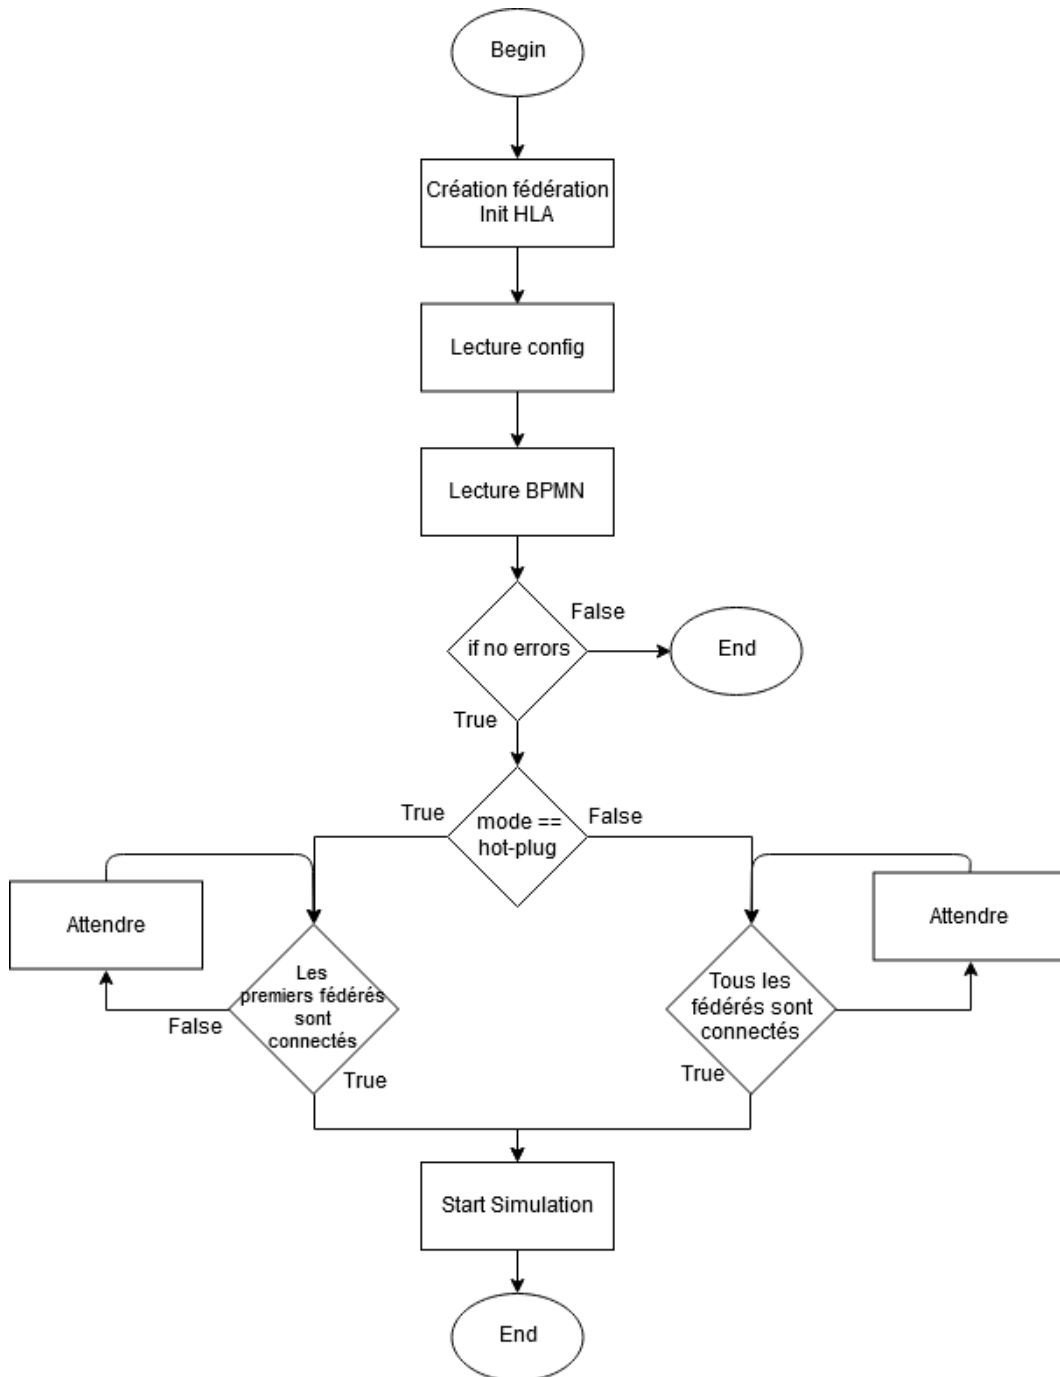 Begin
Création fédération
Init HLA
Lecture config
Lecture BPMN
if no errors
False
End
True
mode ==
hot-plug
True
False
Attendre
Attendre
Les
premiers fédérés
sont
connectés
False
True
Tous les
fédérés sont
connectés
True
Start Simulation
End